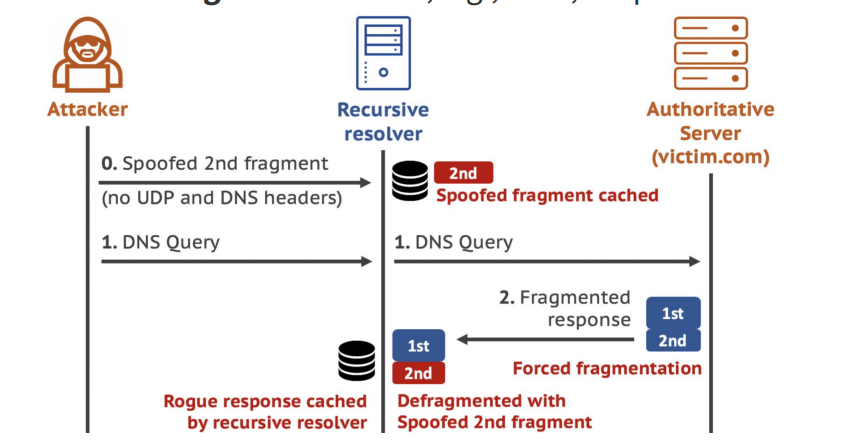 Attacker
Recursive
resolver
Authoritative
Server
(victim.com)
0. Spoofed 2nd fragment
(no UDP and DNS headers)
2nd
Spoofed fragment cached
1. DNS Query
1. DNS Query
2. Fragmented
response
1st
2nd
Forced fragmentation
1st
2nd
Rogue response cached
by recursive resolver
Defragmented with
Spoofed 2nd fragment